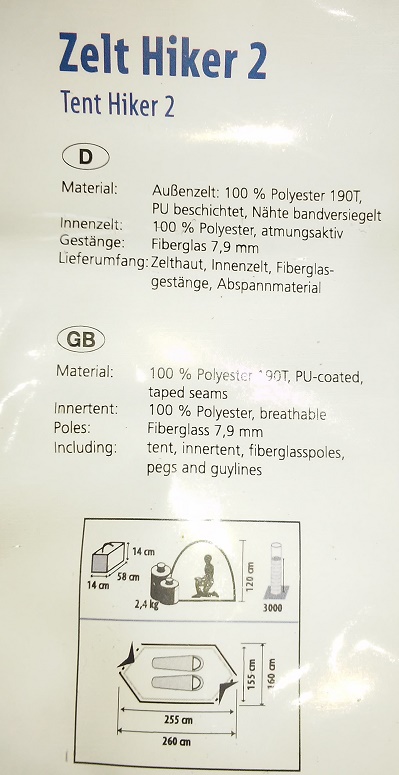 Zelt Hiker 2
Tent Hiker 2
D
Material: Außenzelt: 100 % Polyester 190T,
PU beschichtet, Nähte bandversiegelt
Innenzelt: 100 % Polyester, atmungsaktiv
Gestänge: Fiberglas 7,9 mm
Lieferumfang: Zelthaut, Innenzelt, Fiberglas-
gestänge, Abspannmaterial
GB
Material: 100 % Polyester 190T, PU-coated,
taped seams
Innertent: 100 % Polyester, breathable
Poles: Fiberglass 7,9 mm
Including: tent, innertent, fiberglasspoles,
pegs and guylines
14 cm
58 cm
14 cm
2,4 kg
120 cm
3000
155 cm
160 cm
255 cm
260 cm